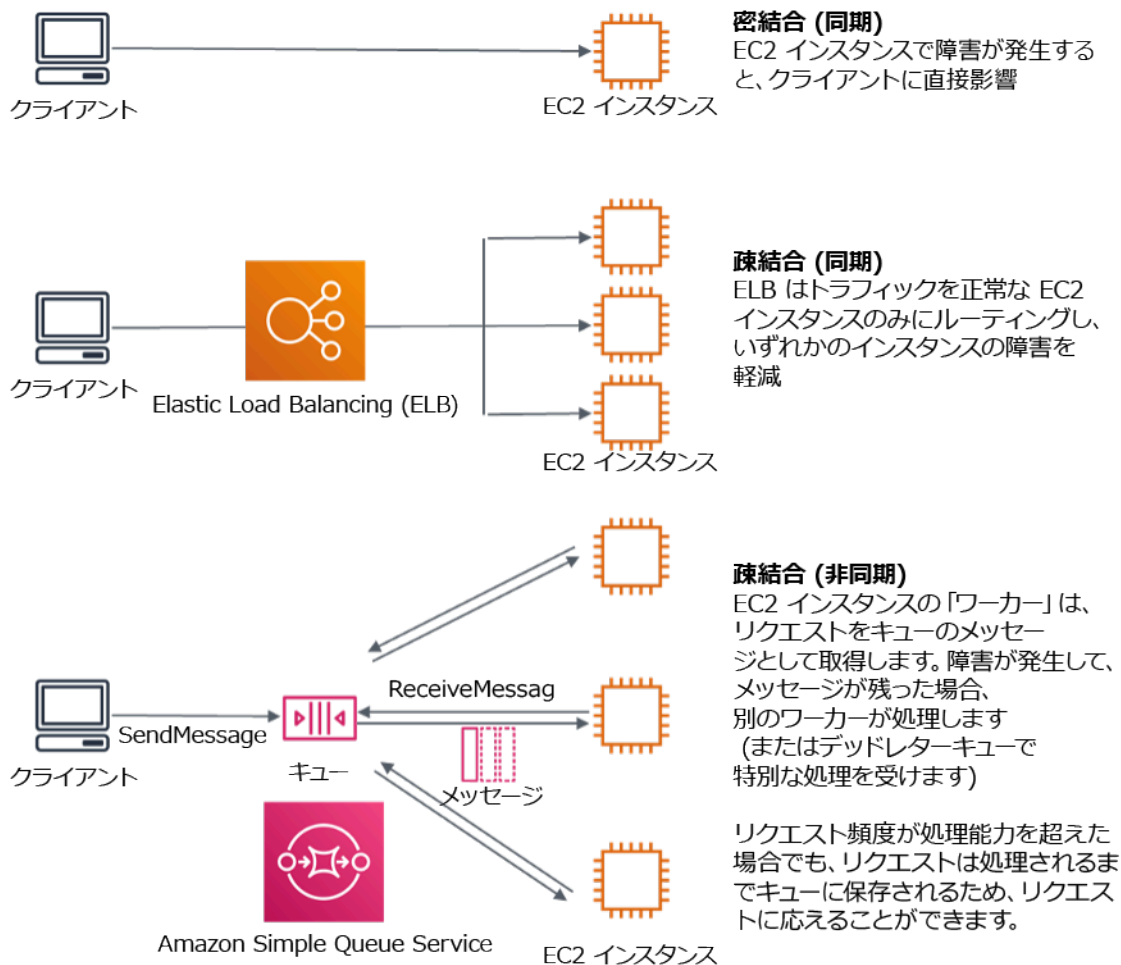 密結合 (同期)
EC2 インスタンスで障害が発生する
と、クライアントに直接影響
クライアント
EC2 インスタンス
疎結合 (同期)
ELB はトラフィックを正常な EC2
インスタンスのみにルーティングし、
いずれかのインスタンスの障害を
軽減
クライアント
Elastic Load Balancing (ELB)
EC2 インスタンス
疎結合 (非同期)
EC2 インスタンスの「ワーカー」は、
リクエストをキューのメッセー
ジとして取得します。障害が発生して、
メッセージが残った場合、
別のワーカーが処理します
(またはデッドレターキューで
特別な処理を受けます)
ReceiveMessag
SendMessage
クライアント
キュー
メッセージ
リクエスト頻度が処理能力を超えた
場合でも、リクエストは処理されるま
でキューに保存されるため、リクエス
トに応えることができます。
Amazon Simple Queue Service
EC2 インスタンス